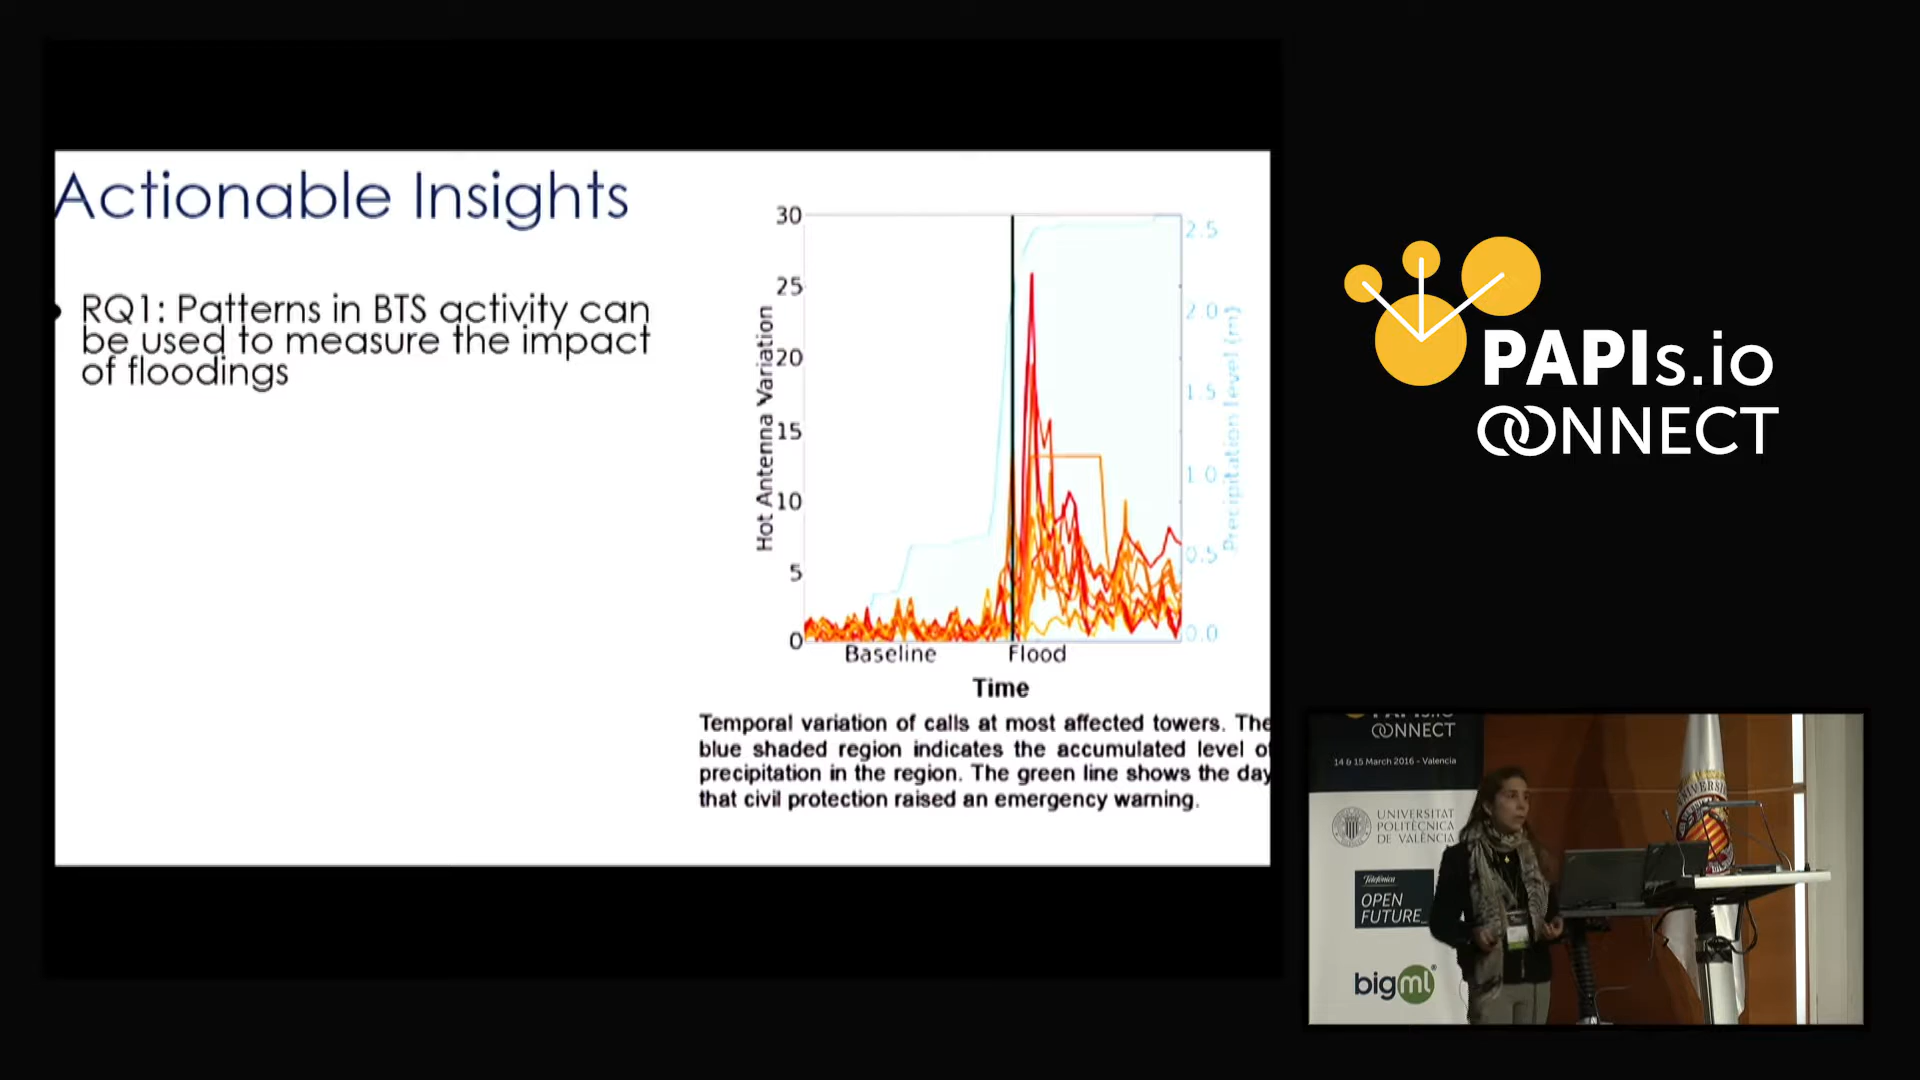 Actionable Insights
RQ1: Patterns in BTS activity can
be used to measure the impact
of floodings
30
25
20
15
10
5
0
Hot Antenna Variation
2.5
2.0
1.5
1.0
0.5
0.0
Precipitation level (m)
Baseline
Flood
Time
Temporal variation of calls at most affected towers. The
blue shaded region indicates the accumulated level of
precipitation in the region. The green line shows the day
that civil protection raised an emergency warning.
PAPIs.io
CONNECT
CONNECT
14 & 15 March 2016 - Valencia
UNIVERSITAT
POLITÈCNICA
DE VALÈNCIA
Telefónica
OPEN
FUTURE_
bigml